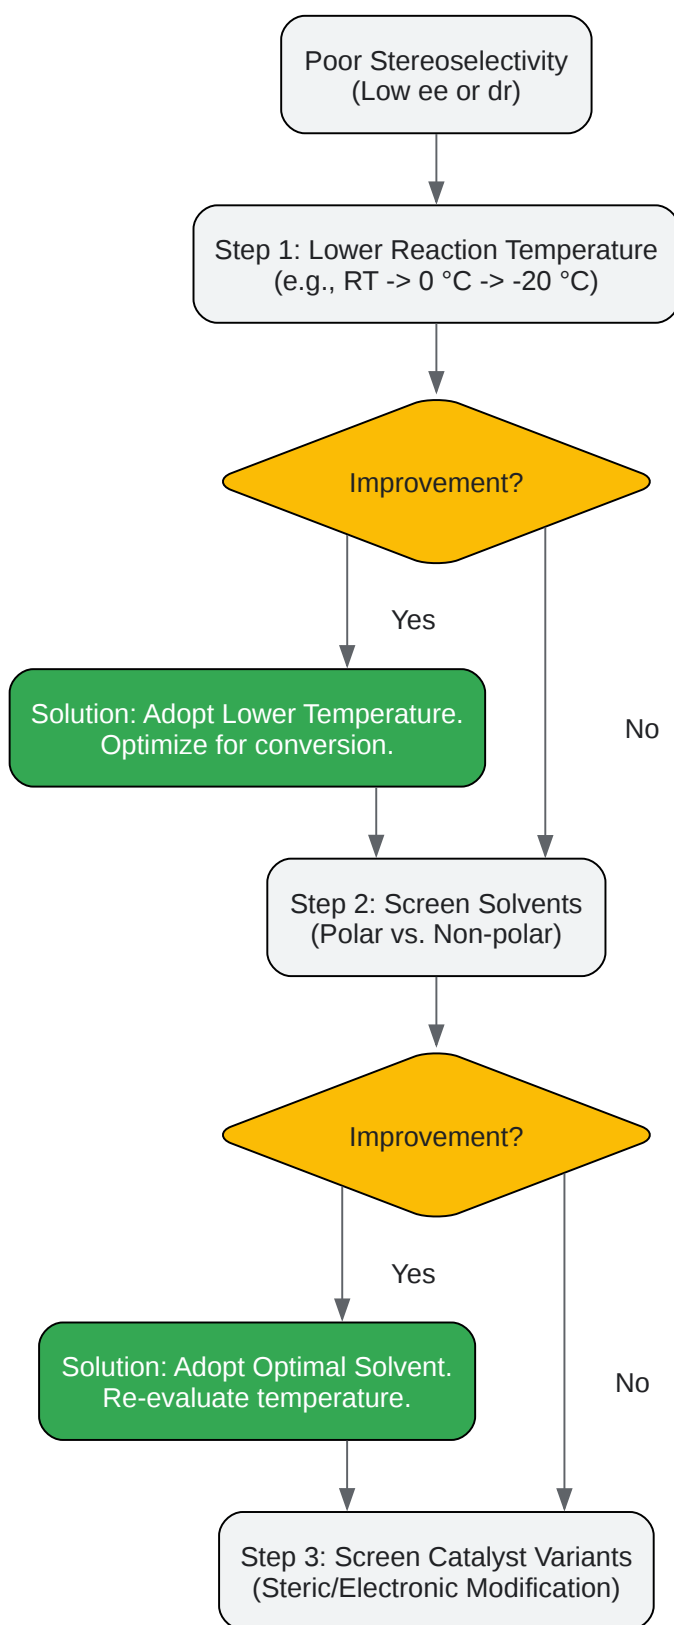 Poor Stereoselectivity
(Low ee or dr)
Step 1: Lower Reaction Temperature
(e.g., RT -> 0 °C -> -20 °C)
Improvement?
Yes
Solution: Adopt Lower Temperature.
Optimize for conversion.
No
Step 2: Screen Solvents
(Polar vs. Non-polar)
Improvement?
Yes
Solution: Adopt Optimal Solvent.
Re-evaluate temperature.
No
Step 3: Screen Catalyst Variants
(Steric/Electronic Modification)